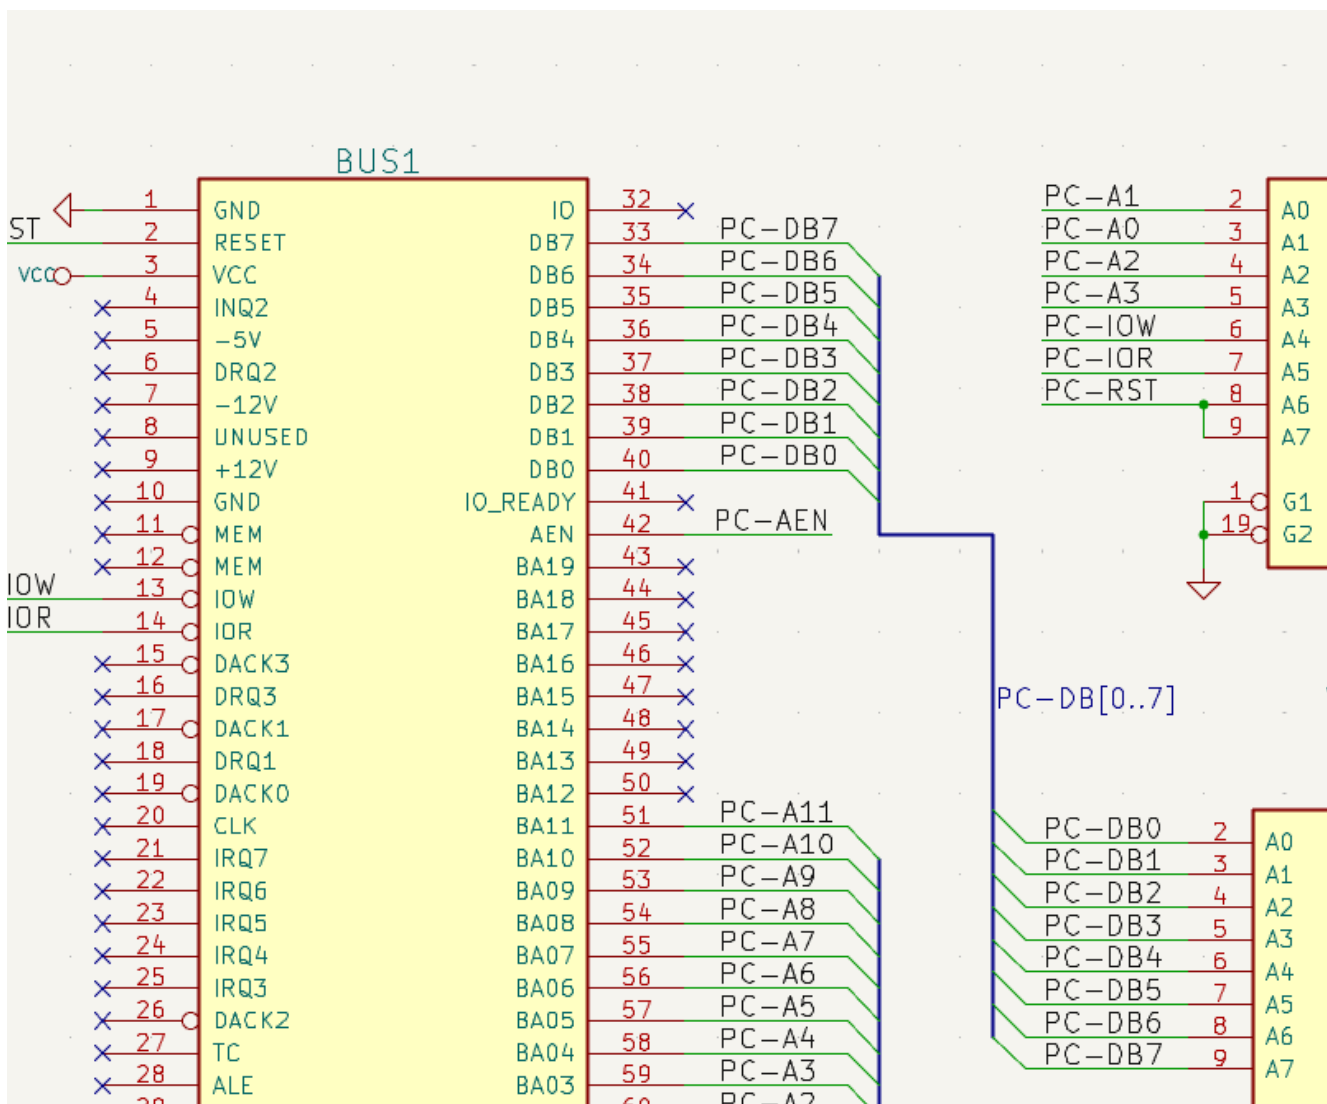 BUS1
1 GND
ST 2 RESET
VCC 3 VCC
4 INQ2
5 -5V
6 DRQ2
7 -12V
8 UNUSED
9 +12V
10 GND
11 MEM
12 MEM
IOW 13 IOW
IOR 14 IOR
15 DACK3
16 DRQ3
17 DACK1
18 DRQ1
19 DACK0
20 CLK
21 IRQ7
22 IRQ6
23 IRQ5
24 IRQ4
25 IRQ3
26 DACK2
27 TC
28 ALE
IO 32
DB7 33 PC-DB7
DB6 34 PC-DB6
DB5 35 PC-DB5
DB4 36 PC-DB4
DB3 37 PC-DB3
DB2 38 PC-DB2
DB1 39 PC-DB1
DB0 40 PC-DB0
IO_READY 41
AEN 42 PC-AEN
BA19 43
BA18 44
BA17 45
BA16 46
BA15 47
BA14 48
BA13 49
BA12 50
BA11 51 PC-A11
BA10 52 PC-A10
BA09 53 PC-A9
BA08 54 PC-A8
BA07 55 PC-A7
BA06 56 PC-A6
BA05 57 PC-A5
BA04 58 PC-A4
BA03 59 PC-A3
PC-A1 2 A0
PC-A0 3 A1
PC-A2 4 A2
PC-A3 5 A3
PC-IOW 6 A4
PC-IOR 7 A5
PC-RST 8 A6
9 A7
1 G1
19 G2
PC-DB[0..7]
PC-DB0 2 A0
PC-DB1 3 A1
PC-DB2 4 A2
PC-DB3 5 A3
PC-DB4 6 A4
PC-DB5 7 A5
PC-DB6 8 A6
PC-DB7 9 A7